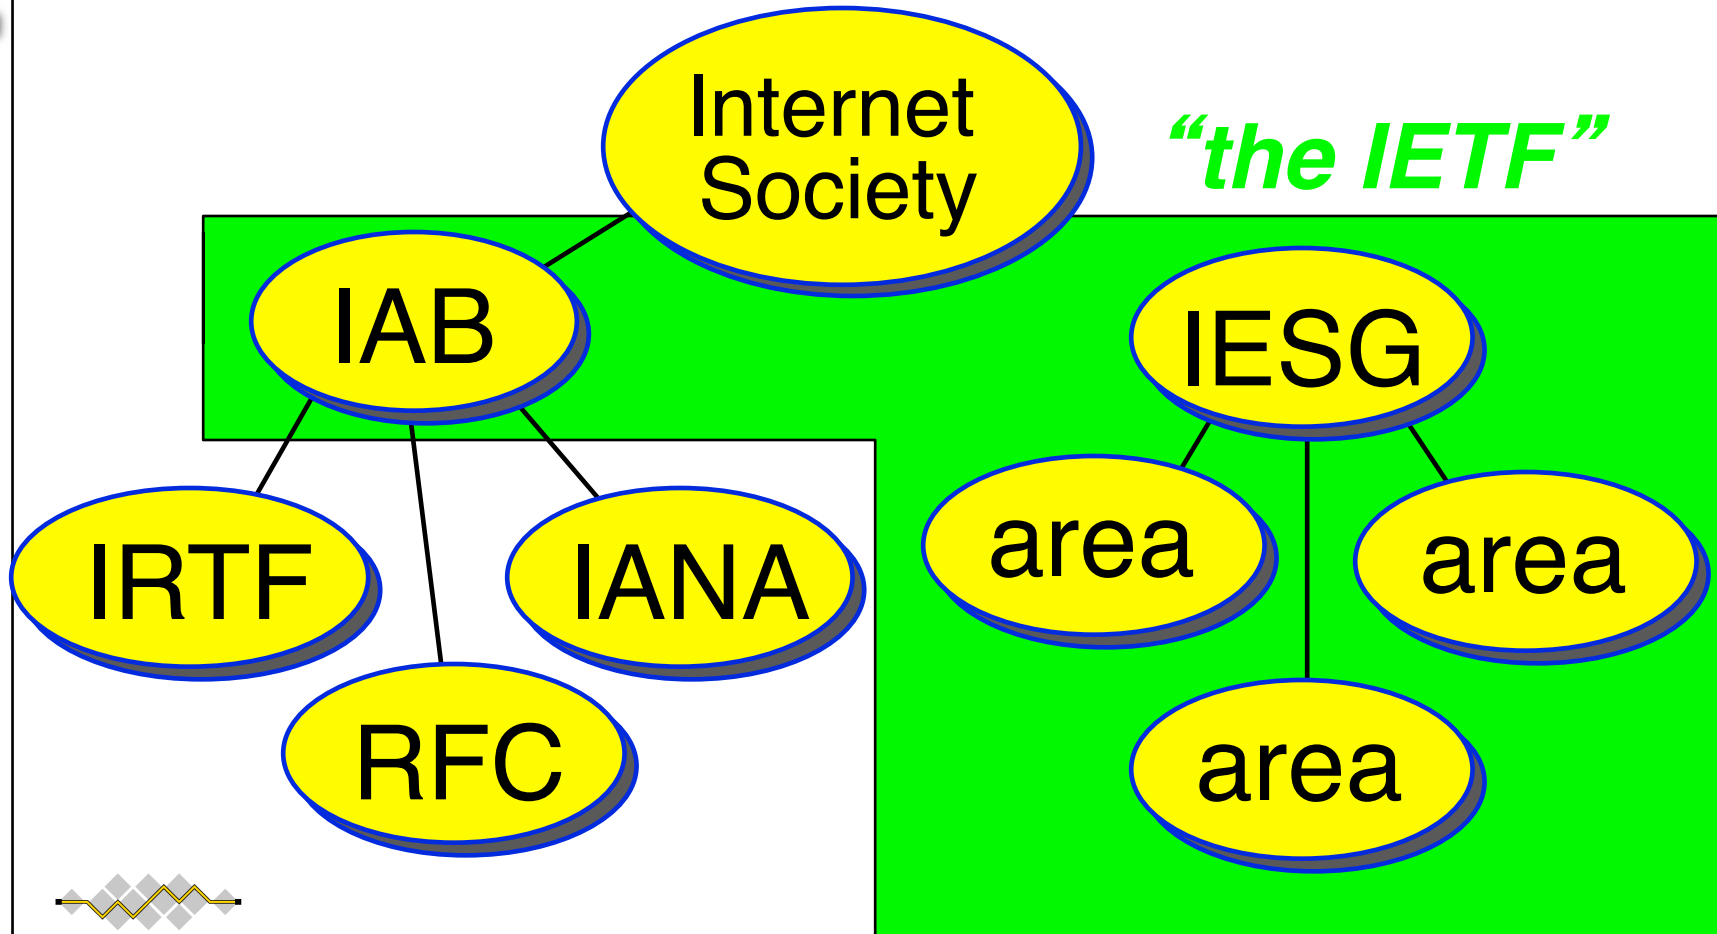 Internet
Society
“the IETF”
IAB
IESG
IRTF
IANA
area
area
RFC
area